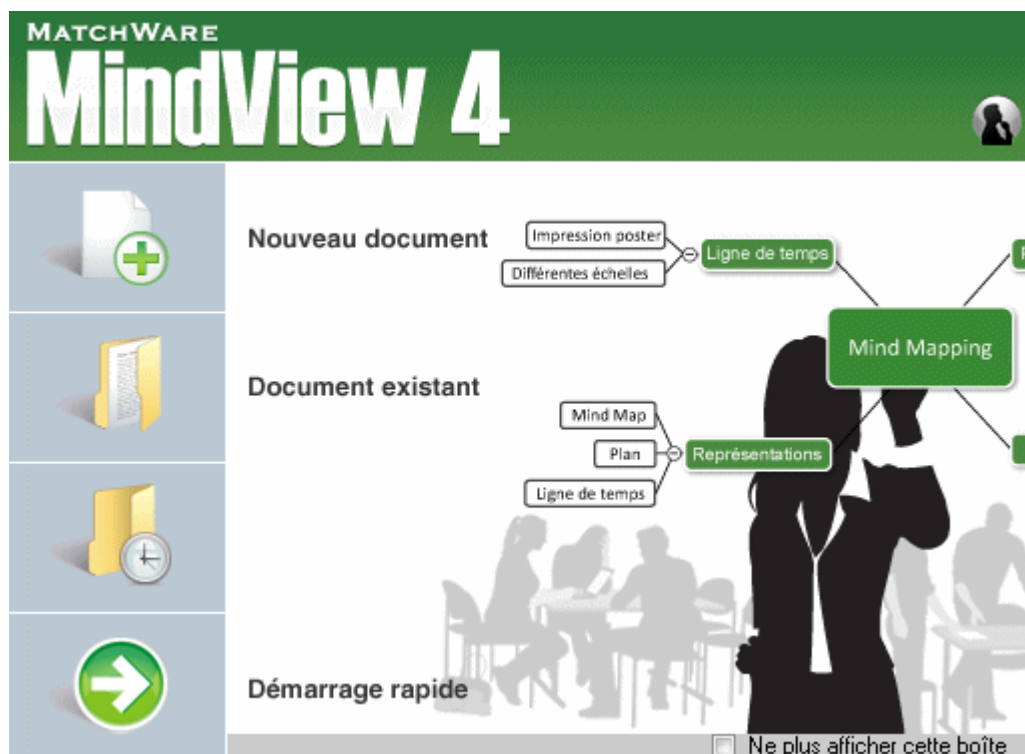 MATCHWARE
MindView 4
Nouveau document
Impression poster
Différentes échelles
Ligne de temps
Mind Mapping
Document existant
Mind Map
Plan
Ligne de temps
Représentations
Démarrage rapide
Ne plus afficher cette boîte